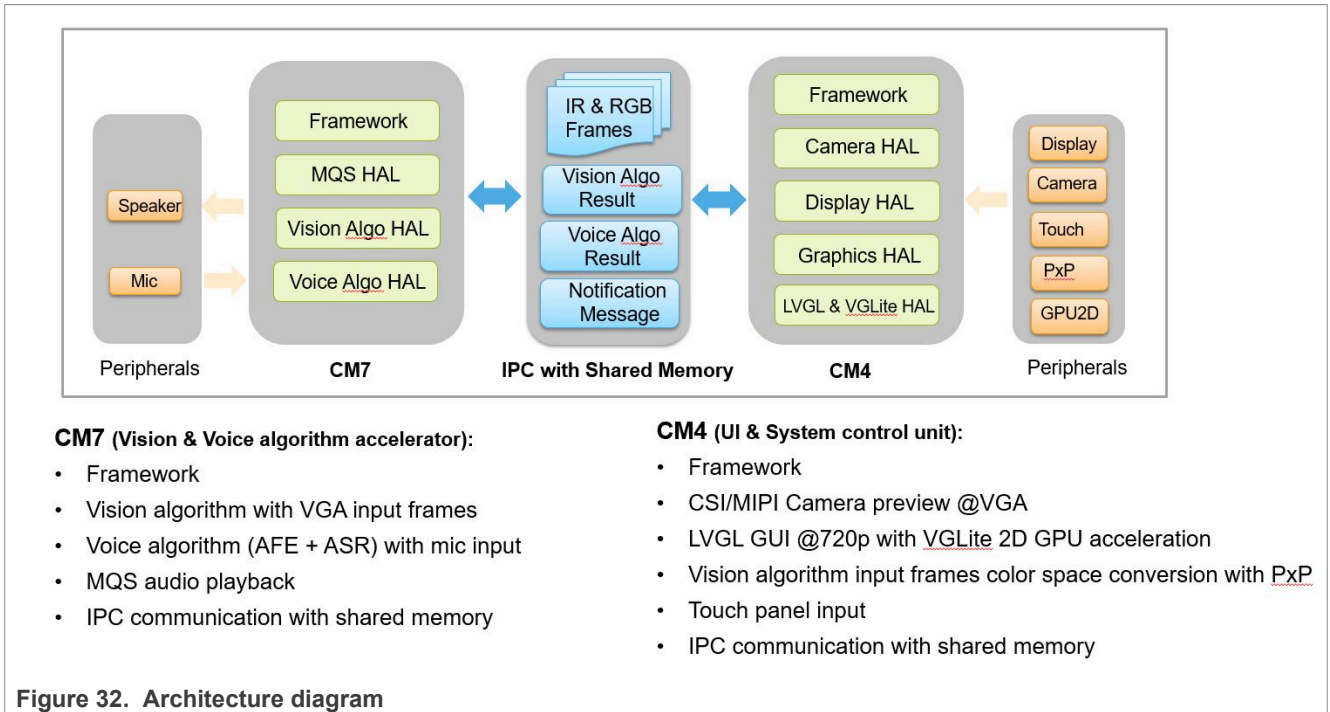 Speaker
Mic
Peripherals
Framework
MQS HAL
Vision Algo HAL
Voice Algo HAL
CM7
IR & RGB
Frames
Vision Algo
Result
Voice Algo
Result
Notification
Message
IPC with Shared Memory
Framework
Camera HAL
Display HAL
Graphics HAL
LVGL & VGLite HAL
CM4
Display
Camera
Touch
PxP
GPU2D
Peripherals
CM7 (Vision & Voice algorithm accelerator):
• Framework
• Vision algorithm with VGA input frames
• Voice algorithm (AFE + ASR) with mic input
• MQS audio playback
• IPC communication with shared memory
CM4 (UI & System control unit):
• Framework
• CSI/MIPI Camera preview @VGA
• LVGL GUI @720p with VGLite 2D GPU acceleration
• Vision algorithm input frames color space conversion with PxP
• Touch panel input
• IPC communication with shared memory
Figure 32. Architecture diagram